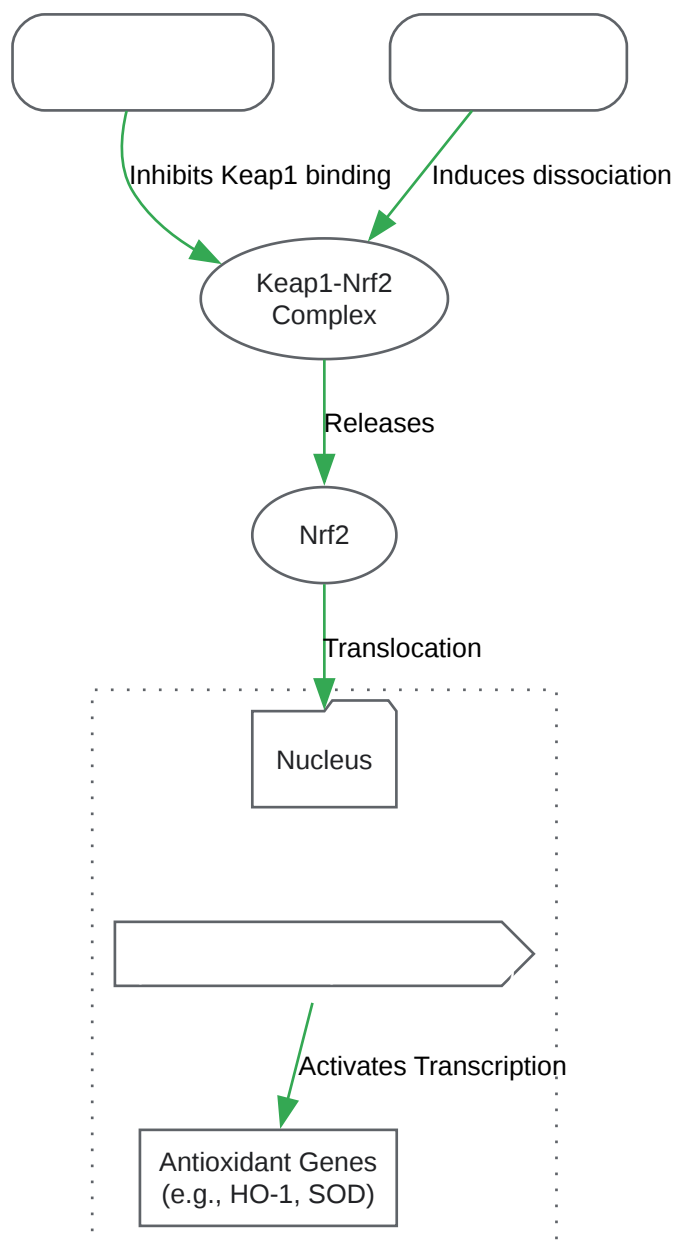 Inhibits Keap1 binding
Induces dissociation
Keap1-Nrf2
Complex
Releases
Nrf2
Translocation
Nucleus
Activates Transcription
Antioxidant Genes
(e.g., HO-1, SOD)